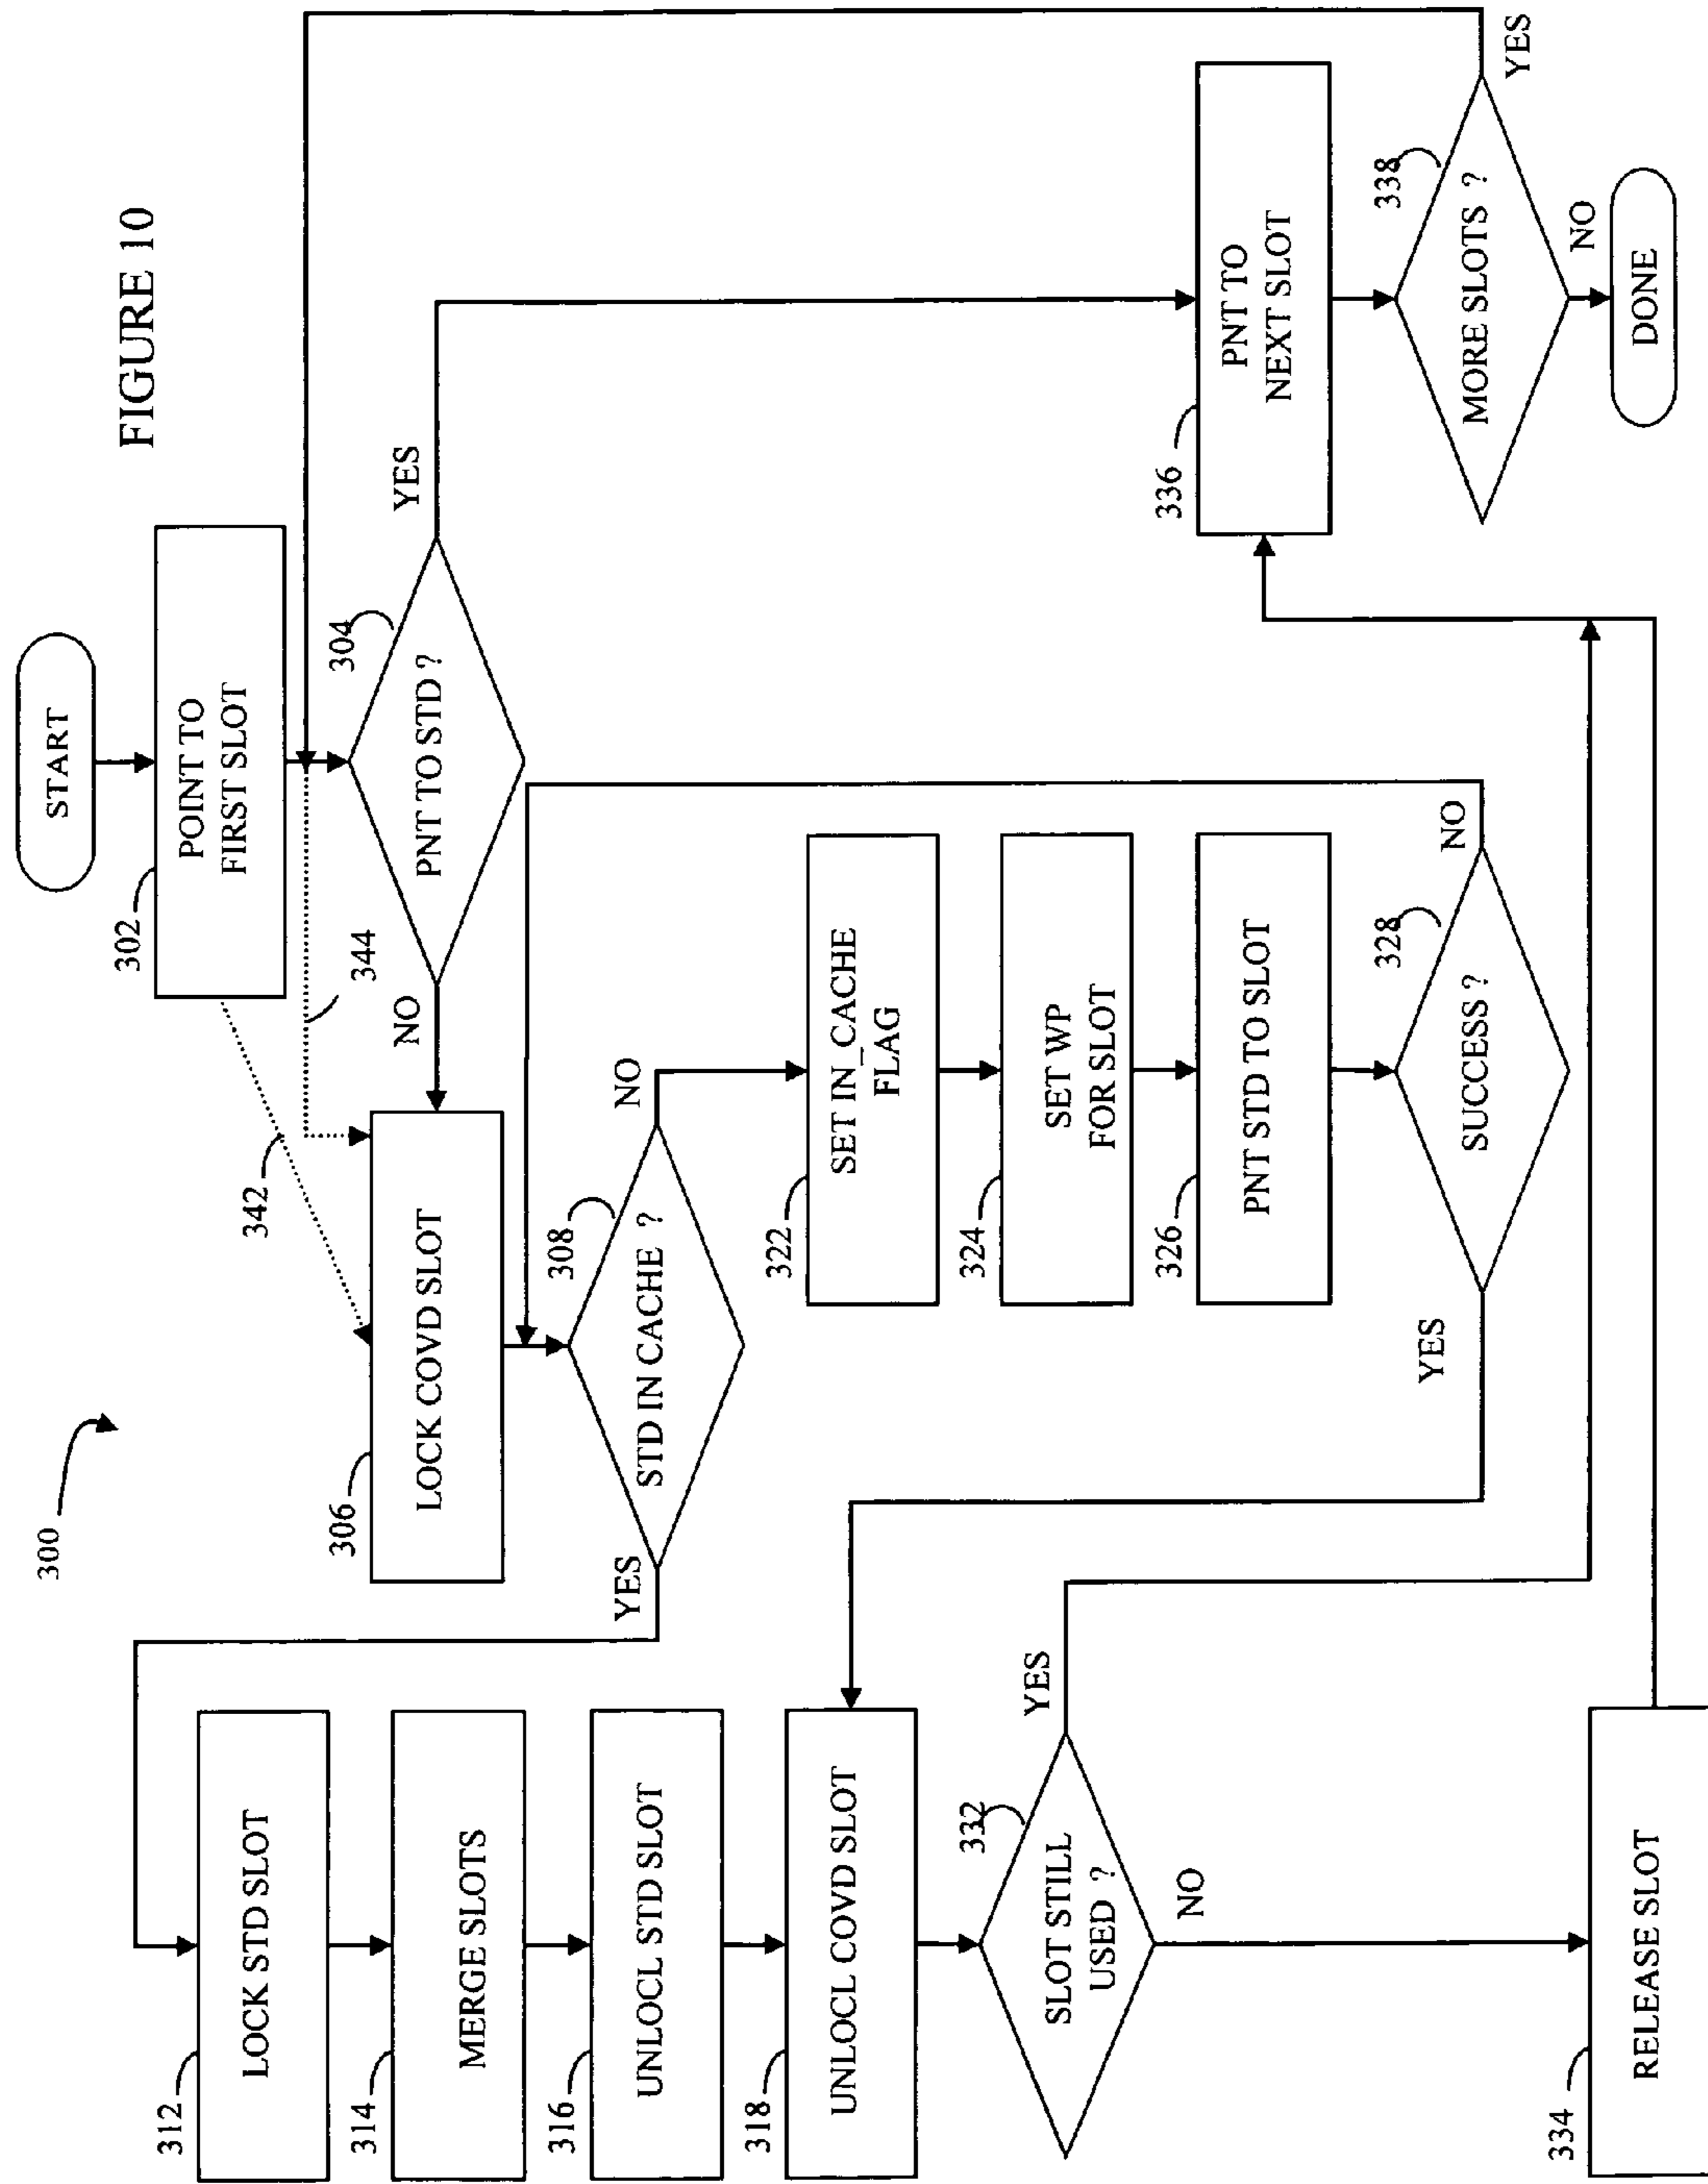 FIGURE 10
300
START
302
POINT TO
FIRST SLOT
342
344
304
PNT TO STD ?
YES
NO
306
LOCK COVD SLOT
308
STD IN CACHE ?
YES
NO
312
LOCK STD SLOT
314
MERGE SLOTS
316
UNLOCL STD SLOT
318
UNLOCL COVD SLOT
322
SET IN_CACHE
FLAG
324
SET WP
FOR SLOT
326
PNT STD TO SLOT
328
SUCCESS ?
YES
NO
332
SLOT STILL
USED ?
YES
NO
334
RELEASE SLOT
336
PNT TO
NEXT SLOT
338
MORE SLOTS ?
YES
NO
DONE